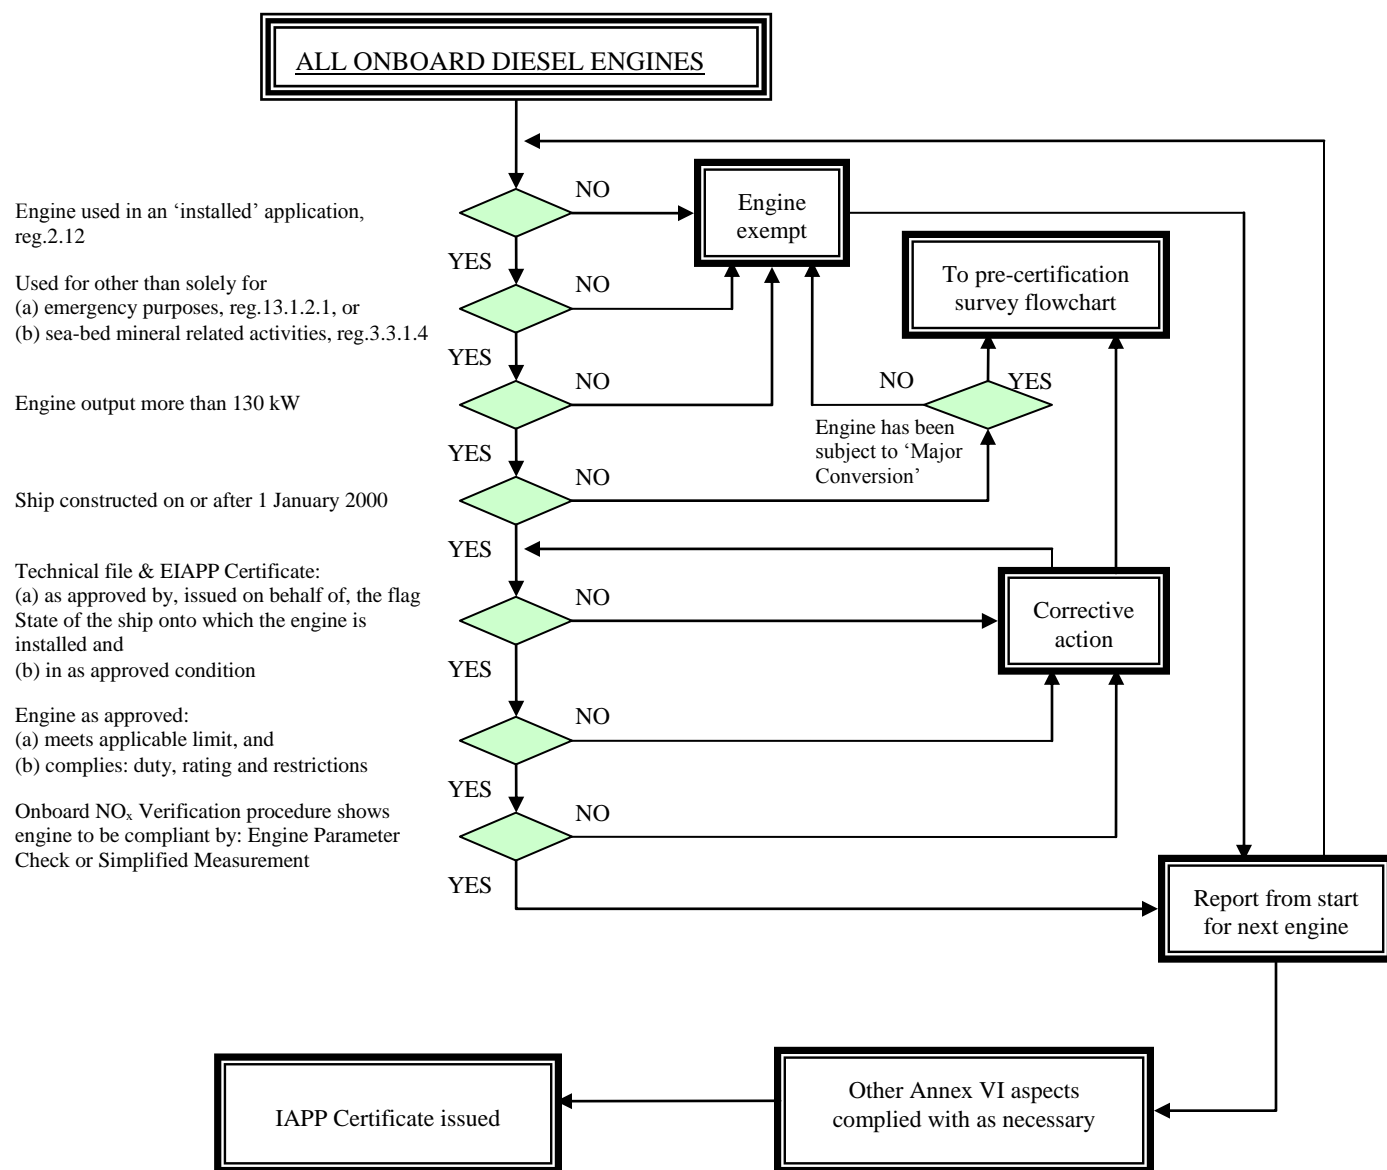 ALL ONBOARD DIESEL ENGINES
Engine used in an ‘installed’ application,
reg.2.12
NO
Engine
exempt
YES
To pre-certification
survey flowchart
Used for other than solely for
(a) emergency purposes, reg.13.1.2.1, or
(b) sea-bed mineral related activities, reg.3.3.1.4
NO
YES
Engine output more than 130 kW
NO
NO
YES
Engine has been
subject to ‘Major
Conversion’
YES
Ship constructed on or after 1 January 2000
NO
YES
Technical file & EIAPP Certificate:
(a) as approved by, issued on behalf of, the flag
State of the ship onto which the engine is
installed and
(b) in as approved condition
NO
Corrective
action
YES
Engine as approved:
(a) meets applicable limit, and
(b) complies: duty, rating and restrictions
NO
YES
Onboard NOₓ Verification procedure shows
engine to be compliant by: Engine Parameter
Check or Simplified Measurement
NO
YES
Report from start
for next engine
Other Annex VI aspects
complied with as necessary
IAPP Certificate issued